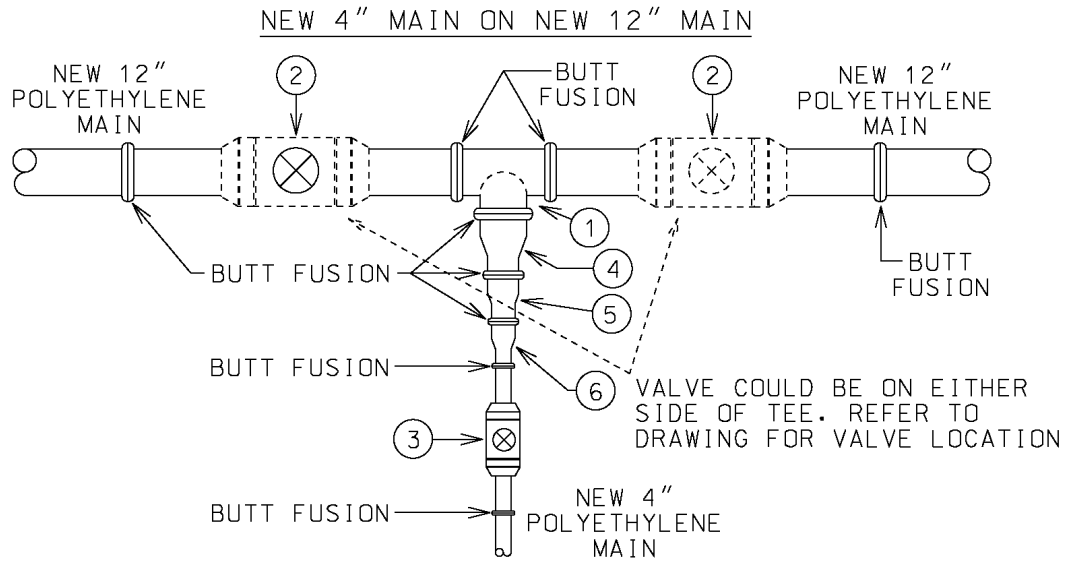 NEW 4" MAIN ON NEW 12" MAIN
NEW 12"
POLYETHYLENE
MAIN
2
BUTT
FUSION
2
NEW 12"
POLYETHYLENE
MAIN
1
BUTT FUSION
4
BUTT
FUSION
5
BUTT FUSION
6
VALVE COULD BE ON EITHER
SIDE OF TEE. REFER TO
DRAWING FOR VALVE LOCATION
3
BUTT FUSION
NEW 4"
POLYETHYLENE
MAIN